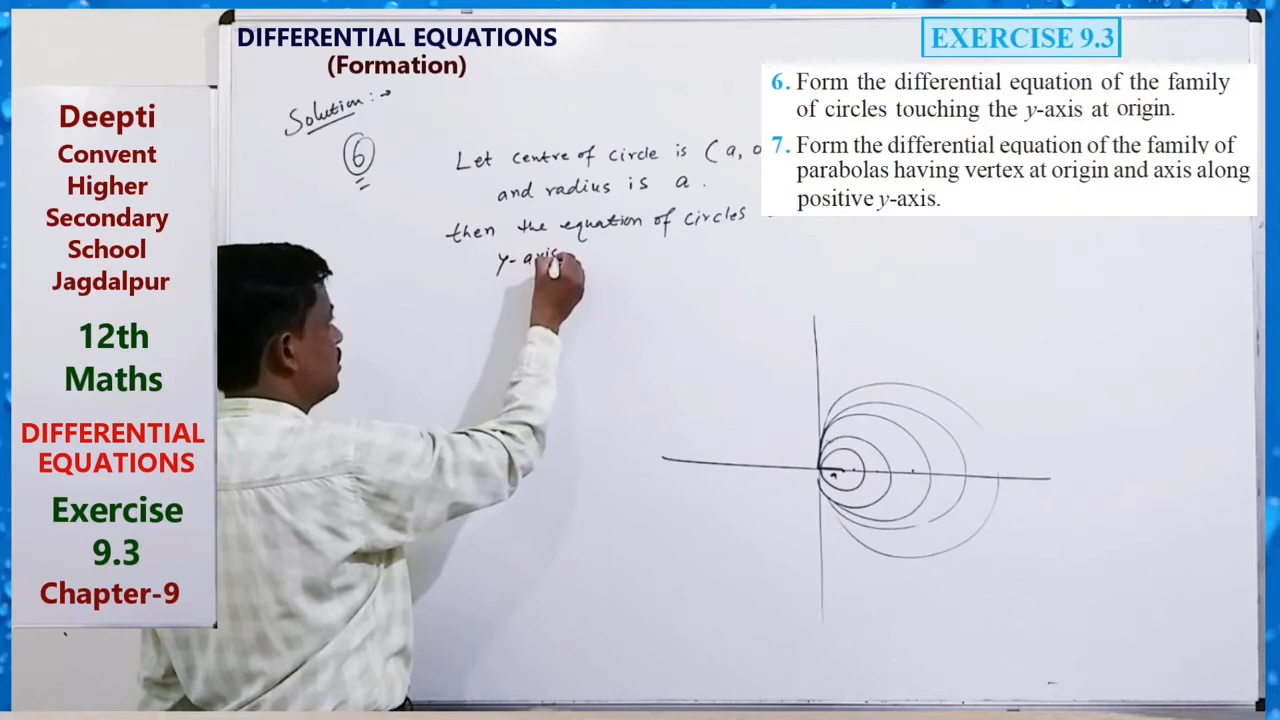 DIFFERENTIAL EQUATIONS
(Formation)
EXERCISE 9.3
6. Form the differential equation of the family
of circles touching the y-axis at origin.
7. Form the differential equation of the family of
parabolas having vertex at origin and axis along
positive y-axis.
Deepti
Convent
Higher
Secondary
School
Jagdalpur
12th
Maths
DIFFERENTIAL
EQUATIONS
Exercise
9.3
Chapter-9
Solution :→
6
Let centre of circle is (a,
and radius is a.
then the equation of circles
y-axis